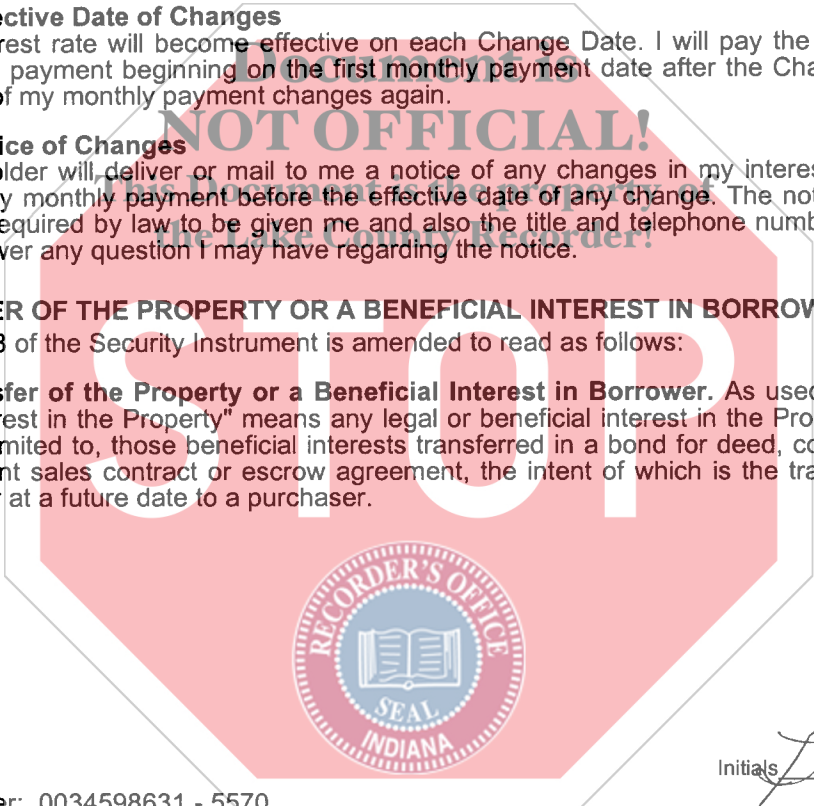 ective Date of Changes
rest rate will become effective on each Change Date. I will pay the
payment beginning on the first monthly payment date after the Cha
f my monthly payment changes again.
ice of Changes
older will deliver or mail to me a notice of any changes in my interes
y monthly payment before the effective date of any change. The not
equired by law to be given me and also the title and telephone numb
ver any question I may have regarding the notice.
ER OF THE PROPERTY OR A BENEFICIAL INTEREST IN BORROW
3 of the Security Instrument is amended to read as follows:
sfer of the Property or a Beneficial Interest in Borrower. As used
rest in the Property" means any legal or beneficial interest in the Pro
mited to, those beneficial interests transferred in a bond for deed, co
nt sales contract or escrow agreement, the intent of which is the tra
at a future date to a purchaser.
Document is
NOT OFFICIAL!
This Document is the property of
the Lake County Recorder!
STOP
RECORDER'S OFFICE
SEAL
INDIANA
Initials
er: 0034598631 - 5570